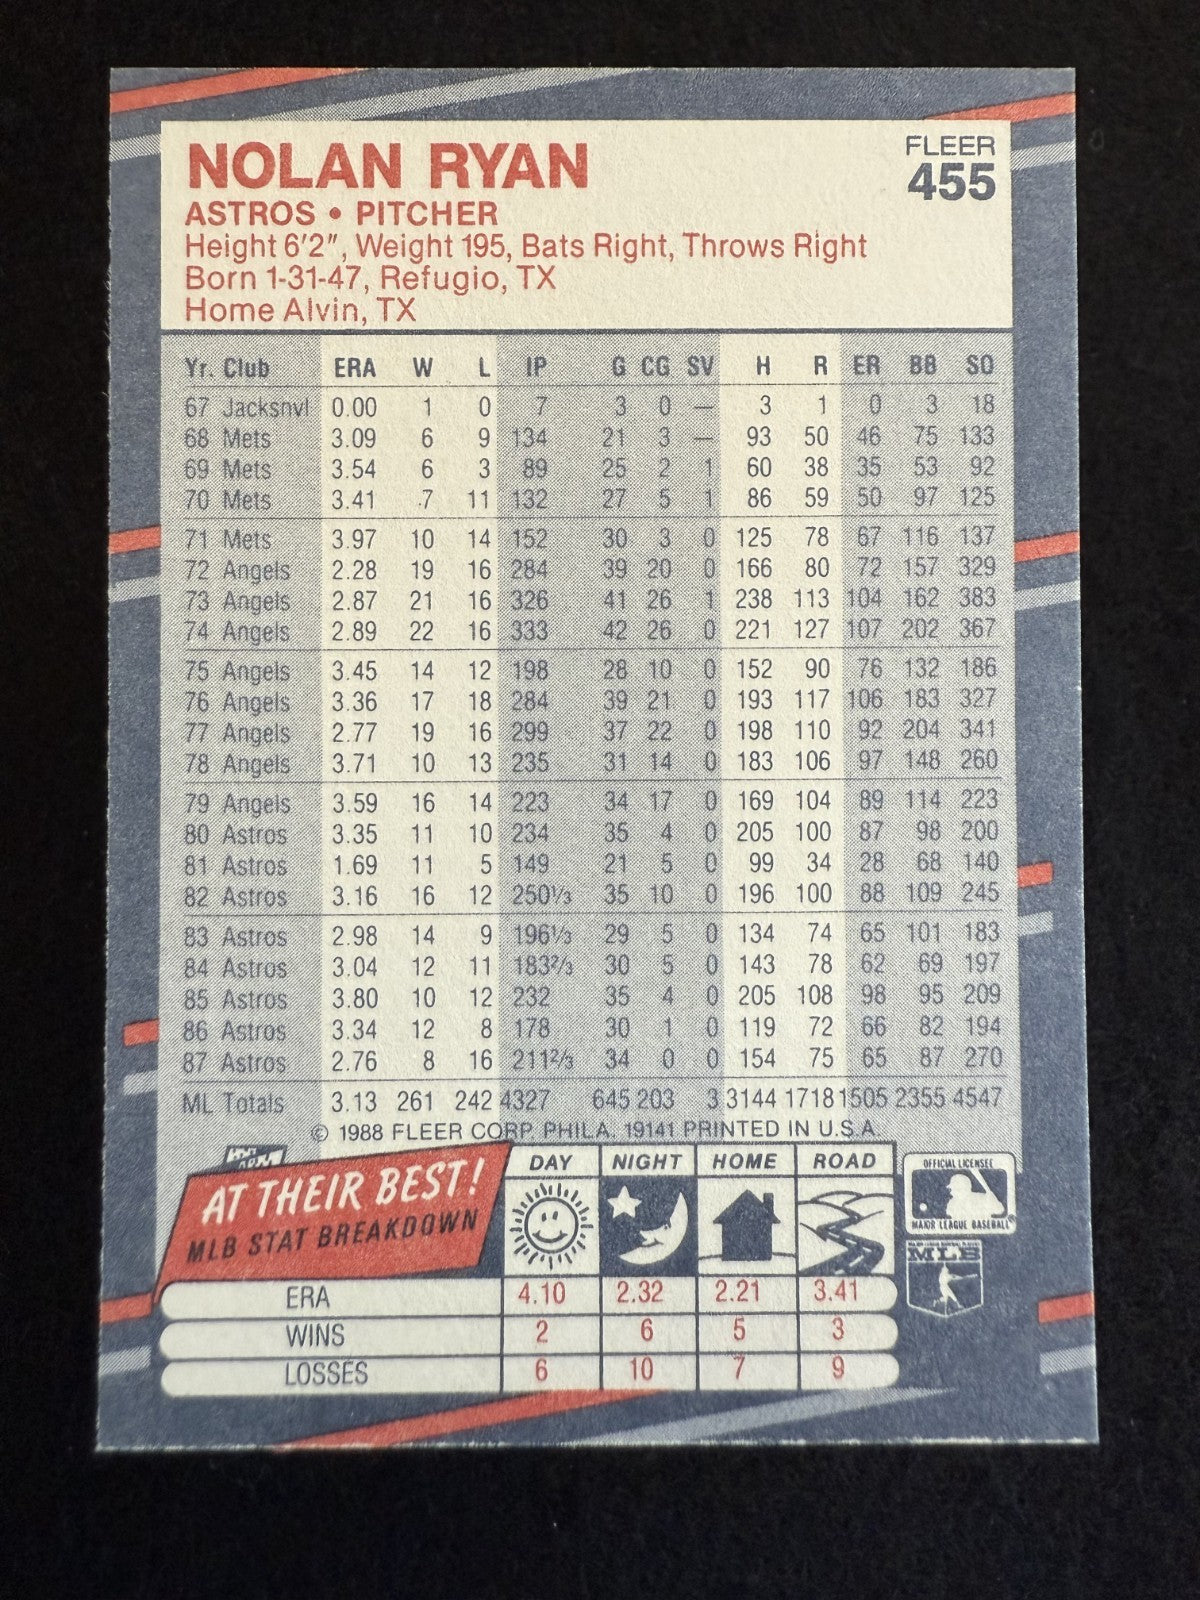 NOLAN RYAN
FLEER
455
ASTROS • PITCHER
Height 6'2", Weight 195, Bats Right, Throws Right
Born 1-31-47, Refugio, TX
Home Alvin, TX
Yr. Club ERA W L IP G CG SV H R ER BB SO
67 Jacksnvl 0.00 1 0 7 3 0 — 3 1 0 3 18
68 Mets 3.09 6 9 134 21 3 — 93 50 46 75 133
69 Mets 3.54 6 3 89 25 2 1 60 38 35 53 92
70 Mets 3.41 7 11 132 27 5 1 86 59 50 97 125
71 Mets 3.97 10 14 152 30 3 0 125 78 67 116 137
72 Angels 2.28 19 16 284 39 20 0 166 80 72 157 329
73 Angels 2.87 21 16 326 41 26 1 238 113 104 162 383
74 Angels 2.89 22 16 333 42 26 0 221 127 107 202 367
75 Angels 3.45 14 12 198 28 10 0 152 90 76 132 186
76 Angels 3.36 17 18 284 39 21 0 193 117 106 183 327
77 Angels 2.77 19 16 299 37 22 0 198 110 92 204 341
78 Angels 3.71 10 13 235 31 14 0 183 106 97 148 260
79 Angels 3.59 16 14 223 34 17 0 169 104 89 114 223
80 Astros 3.35 11 10 234 35 4 0 205 100 87 98 200
81 Astros 1.69 11 5 149 21 5 0 99 34 28 68 140
82 Astros 3.16 16 12 250⅓ 35 10 0 196 100 88 109 245
83 Astros 2.98 14 9 196⅓ 29 5 0 134 74 65 101 183
84 Astros 3.04 12 11 183⅔ 30 5 0 143 78 62 69 197
85 Astros 3.80 10 12 232 35 4 0 205 108 98 95 209
86 Astros 3.34 12 8 178 30 1 0 119 72 66 82 194
87 Astros 2.76 8 16 211⅔ 34 0 0 154 75 65 87 270
ML Totals 3.13 261 242 4327 645 203 3 3144 1718 1505 2355 4547
© 1988 FLEER CORP. PHILA. 19141 PRINTED IN U.S.A.
AT THEIR BEST!
MLB STAT BREAKDOWN
DAY NIGHT HOME ROAD
ERA 4.10 2.32 2.21 3.41
WINS 2 6 5 3
LOSSES 6 10 7 9
OFFICIAL LICENSEE
MAJOR LEAGUE BASEBALL®
MLB